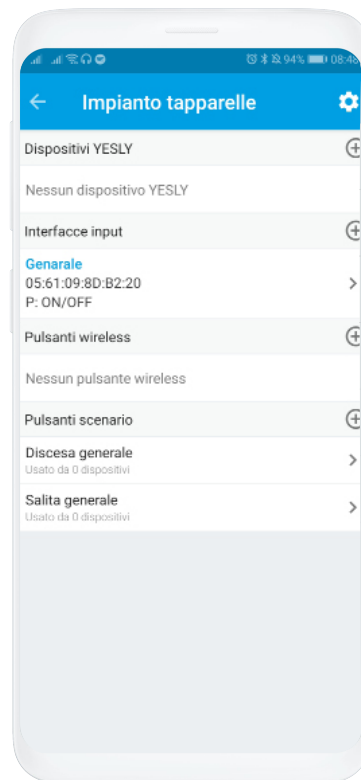 94% 08:48
Impianto tapparelle
Dispositivi YESLY
Nessun dispositivo YESLY
Interfacce input
Genarale
05:61:09:8D:B2:20
P: ON/OFF
Pulsanti wireless
Nessun pulsante wireless
Pulsanti scenario
Discesa generale
Usato da 0 dispositivi
Salita generale
Usato da 0 dispositivi